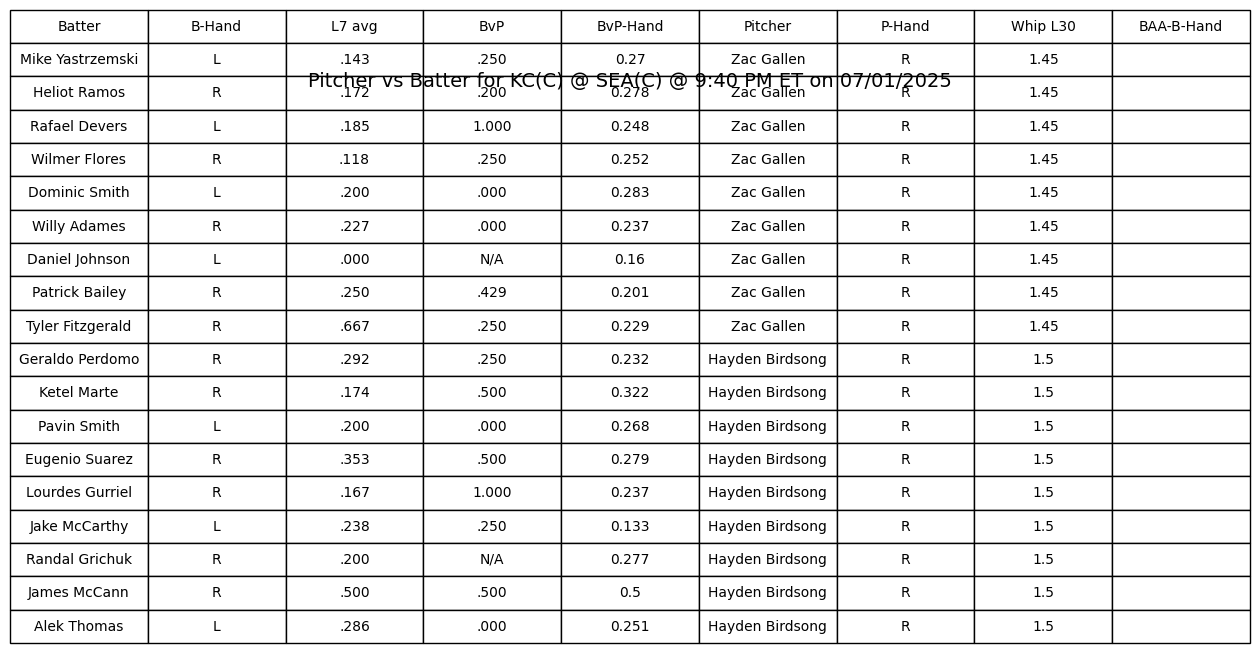 Batter B-Hand L7 avg BvP BvP-Hand Pitcher P-Hand Whip L30 BAA-B-Hand
Mike Yastrzemski L .143 .250 0.27 Zac Gallen R 1.45
Pitcher vs Batter for KC(C) @ SEA(C) @ 9:40 PM ET on 07/01/2025
Heliot Ramos R .172 .200 0.278 Zac Gallen R 1.45
Rafael Devers L .185 1.000 0.248 Zac Gallen R 1.45
Wilmer Flores R .118 .250 0.252 Zac Gallen R 1.45
Dominic Smith L .200 .000 0.283 Zac Gallen R 1.45
Willy Adames R .227 .000 0.237 Zac Gallen R 1.45
Daniel Johnson L .000 N/A 0.16 Zac Gallen R 1.45
Patrick Bailey R .250 .429 0.201 Zac Gallen R 1.45
Tyler Fitzgerald R .667 .250 0.229 Zac Gallen R 1.45
Geraldo Perdomo R .292 .250 0.232 Hayden Birdsong R 1.5
Ketel Marte R .174 .500 0.322 Hayden Birdsong R 1.5
Pavin Smith L .200 .000 0.268 Hayden Birdsong R 1.5
Eugenio Suarez R .353 .500 0.279 Hayden Birdsong R 1.5
Lourdes Gurriel R .167 1.000 0.237 Hayden Birdsong R 1.5
Jake McCarthy L .238 .250 0.133 Hayden Birdsong R 1.5
Randal Grichuk R .200 N/A 0.277 Hayden Birdsong R 1.5
James McCann R .500 .500 0.5 Hayden Birdsong R 1.5
Alek Thomas L .286 .000 0.251 Hayden Birdsong R 1.5